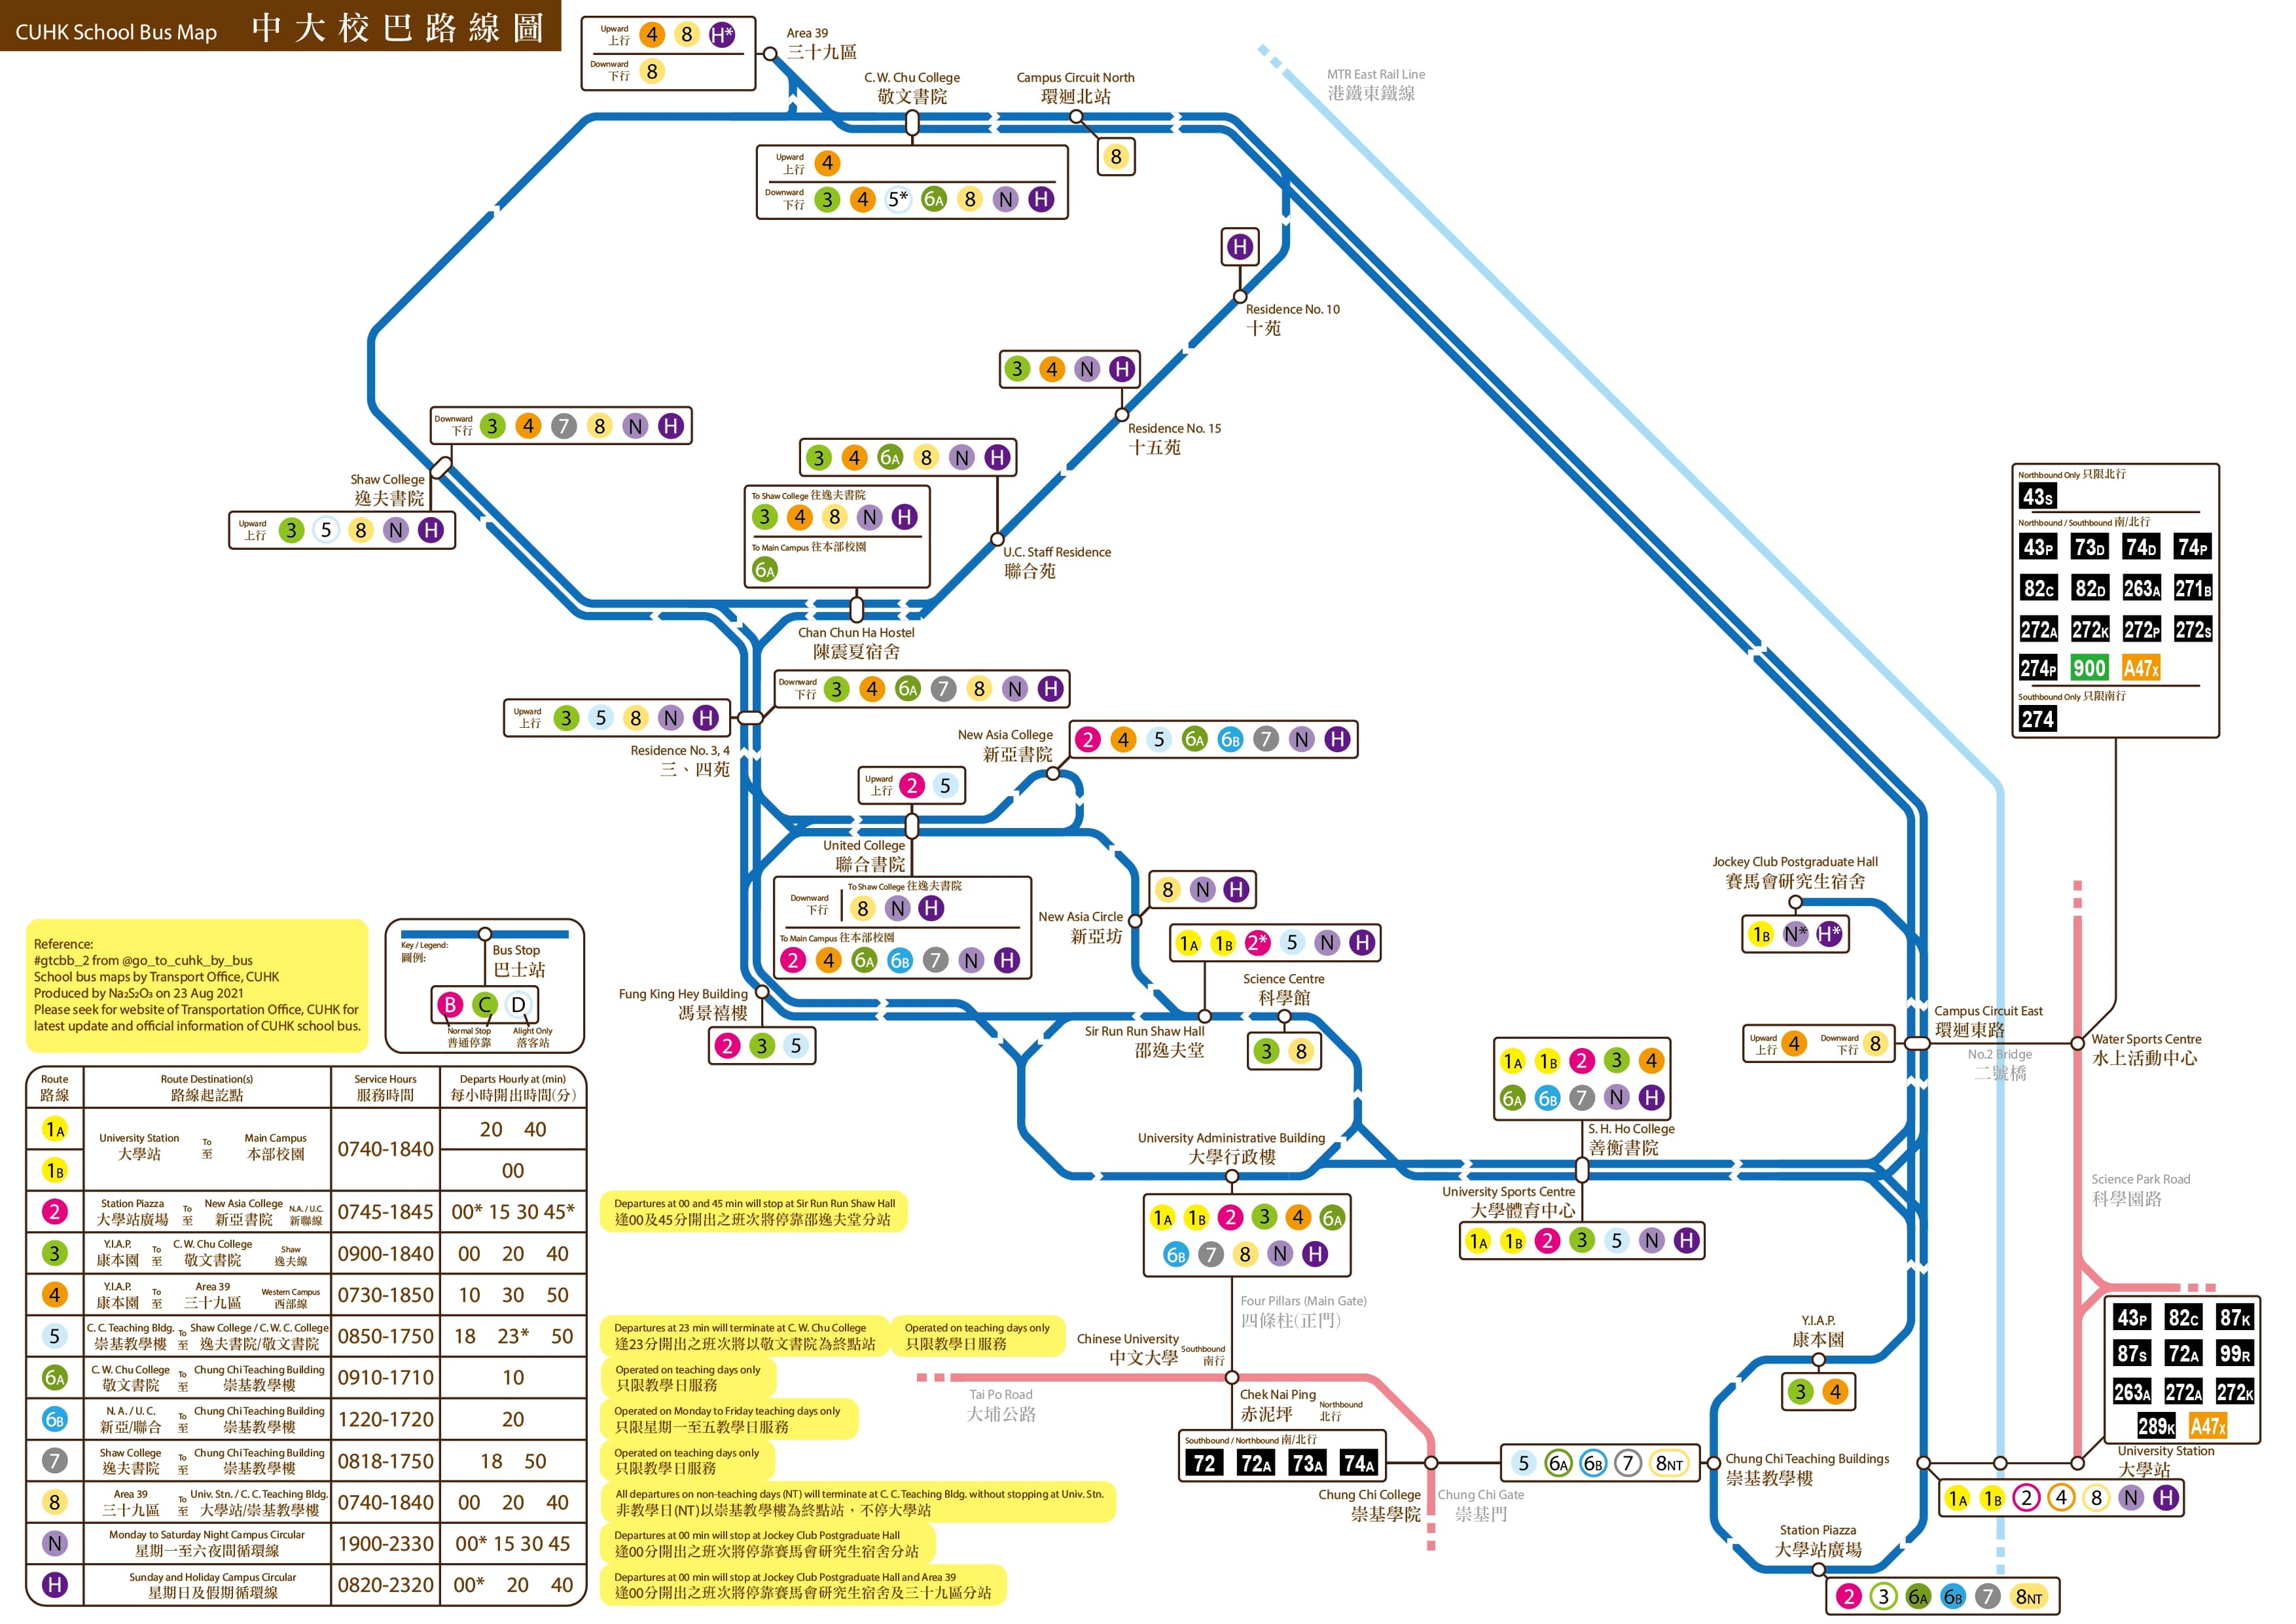 CUHK School Bus Map 中大校巴路線圖
Upward 上行 4 8 H*
Downward 下行 8
Area 39
三十九區
C. W. Chu College
敬文書院
Upward 上行 4
Downward 下行 3 4 5* 6A 8 N H
Campus Circuit North
環迴北站
8
MTR East Rail Line
港鐵東鐵線
H
Residence No. 10
十苑
3 4 N H
Residence No. 15
十五苑
Downward 下行 3 4 7 8 N H
Shaw College
逸夫書院
Upward 上行 3 5 8 N H
3 4 6A 8 N H
U.C. Staff Residence
聯合苑
To Shaw College 往逸夫書院
3 4 8 N H
To Main Campus 往本部校園
6A
Chan Chun Ha Hostel
陳震夏宿舍
Northbound Only 只限北行
43S
Northbound / Southbound 南/北行
43P 73D 74D 74P
82C 82D 263A 271B
272A 272K 272P 272S
274P 900 A47X
Southbound Only 只限南行
274
Downward 下行 3 4 6A 7 8 N H
Upward 上行 3 5 8 N H
Residence No. 3, 4
三、四苑
New Asia College
新亞書院
2 4 5 6A 6B 7 N H
Upward 上行 2 5
United College
聯合書院
Downward 下行 To Shaw College 往逸夫書院
8 N H
To Main Campus 往本部校園
2 4 6A 6B 7 N H
8 N H
New Asia Circle
新亞坊
1A 1B 2* 5 N H
Sir Run Run Shaw Hall
邵逸夫堂
Science Centre
科學館
3 8
Fung King Hey Building
馮景禧樓
2 3 5
Jockey Club Postgraduate Hall
賽馬會研究生宿舍
1B N* H*
Campus Circuit East
環迴東路
Upward 上行 4 Downward 下行 8
No.2 Bridge
二號橋
Water Sports Centre
水上活動中心
Science Park Road
科學園路
1A 1B 2 3 4
6A 6B 7 N H
S. H. Ho College
善衡書院
University Sports Centre
大學體育中心
1A 1B 2 3 5 N H
University Administrative Building
大學行政樓
1A 1B 2 3 4 6A
6B 7 8 N H
Four Pillars (Main Gate)
四條柱(正門)
Chinese University
中文大學
Southbound
南行
Tai Po Road
大埔公路
Chek Nai Ping
赤泥坪
Northbound
北行
Southbound / Northbound 南/北行
72 72A 73A 74A
Chung Chi College
崇基學院
Chung Chi Gate
崇基門
5 6A 6B 7 8NT
Chung Chi Teaching Buildings
崇基教學樓
Y.I.A.P.
康本園
3 4
Station Piazza
大學站廣場
2 3 6A 6B 7 8NT
43P 82C 87K
87S 72A 99R
263A 272A 272K
289K A47X
University Station
大學站
1A 1B 2 4 8 N H
Reference:
#gtcbb_2 from @go_to_cuhk_by_bus
School bus maps by Transport Office, CUHK
Produced by Na₂S₂O₃ on 23 Aug 2021
Please seek for website of Transportation Office, CUHK for
latest update and official information of CUHK school bus.
Key / Legend:
圖例:
Bus Stop
巴士站
B C D
Normal Stop
普通停靠
Alight Only
落客站
Route 路線 Route Destination(s) 路線起訖點 Service Hours 服務時間 Departs Hourly at (min) 每小時開出時間(分)
1A University Station 大學站 To 至 Main Campus 本部校園 0740-1840 20 40
1B 00
2 Station Piazza 大學站廣場 To 至 New Asia College 新亞書院 N.A. / U.C. 新聯線 0745-1845 00* 15 30 45*
Departures at 00 and 45 min will stop at Sir Run Run Shaw Hall
逢00及45分開出之班次將停靠邵逸夫堂分站
3 Y.I.A.P. 康本園 To 至 C. W. Chu College 敬文書院 Shaw 逸夫線 0900-1840 00 20 40
4 Y.I.A.P. 康本園 To 至 Area 39 三十九區 Western Campus 西部線 0730-1850 10 30 50
5 C. C. Teaching Bldg. 崇基教學樓 To 至 Shaw College / C. W. C. College 逸夫書院/敬文書院 0850-1750 18 23* 50
Departures at 23 min will terminate at C. W. Chu College
逢23分開出之班次將以敬文書院為終點站
Operated on teaching days only
只限教學日服務
6A C. W. Chu College 敬文書院 To 至 Chung Chi Teaching Building 崇基教學樓 0910-1710 10
Operated on teaching days only
只限教學日服務
6B N. A. / U. C. 新亞/聯合 To 至 Chung Chi Teaching Building 崇基教學樓 1220-1720 20
Operated on Monday to Friday teaching days only
只限星期一至五教學日服務
7 Shaw College 逸夫書院 To 至 Chung Chi Teaching Building 崇基教學樓 0818-1750 18 50
Operated on teaching days only
只限教學日服務
8 Area 39 三十九區 To 至 Univ. Stn. / C. C. Teaching Bldg. 大學站/崇基教學樓 0740-1840 00 20 40
All departures on non-teaching days (NT) will terminate at C. C. Teaching Bldg. without stopping at Univ. Stn.
非教學日(NT)以崇基教學樓為終點站，不停大學站
N Monday to Saturday Night Campus Circular 星期一至六夜間循環線 1900-2330 00* 15 30 45
Departures at 00 min will stop at Jockey Club Postgraduate Hall
逢00分開出之班次將停靠賽馬會研究生宿舍分站
H Sunday and Holiday Campus Circular 星期日及假期循環線 0820-2320 00* 20 40
Departures at 00 min will stop at Jockey Club Postgraduate Hall and Area 39
逢00分開出之班次將停靠賽馬會研究生宿舍及三十九區分站